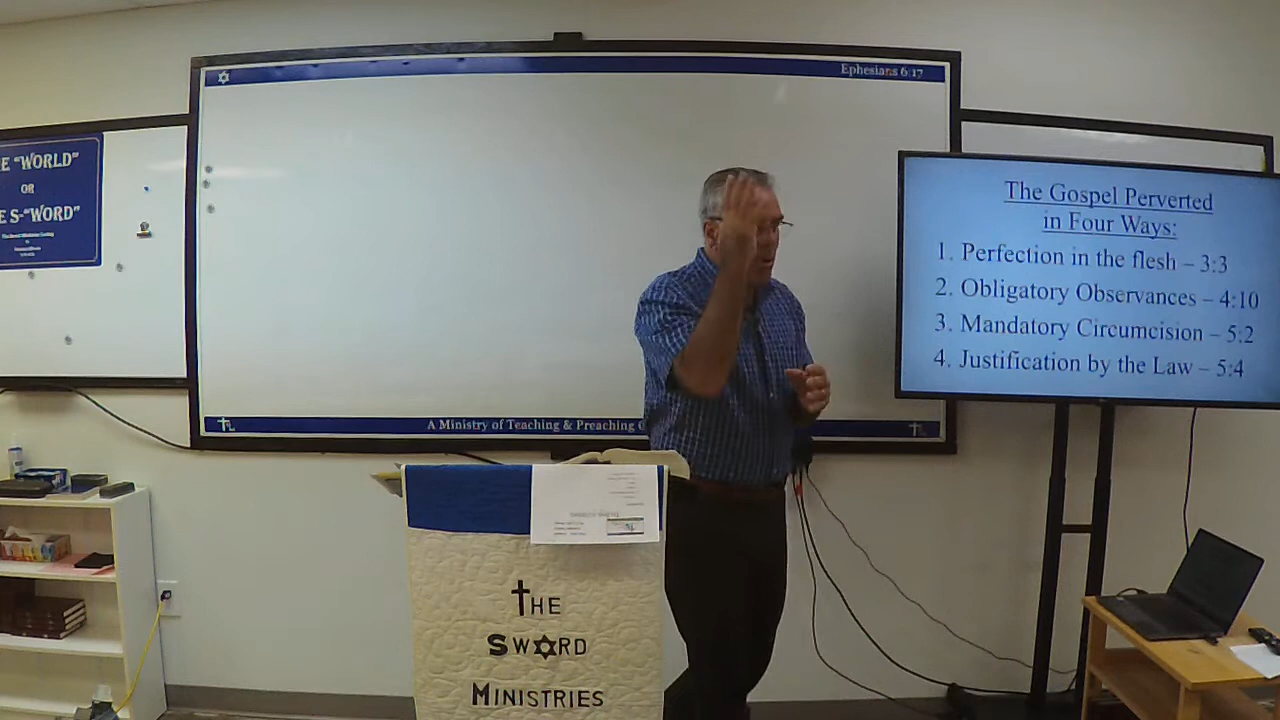 E "WORLD"
OR
E S-"WORD"
Ephesians 6:17
A Ministry of Teaching & Preaching
The Gospel Perverted
in Four Ways:
1. Perfection in the flesh – 3:3
2. Obligatory Observances – 4:10
3. Mandatory Circumcision – 5:2
4. Justification by the Law – 5:4
THE
SWORD
MINISTRIES